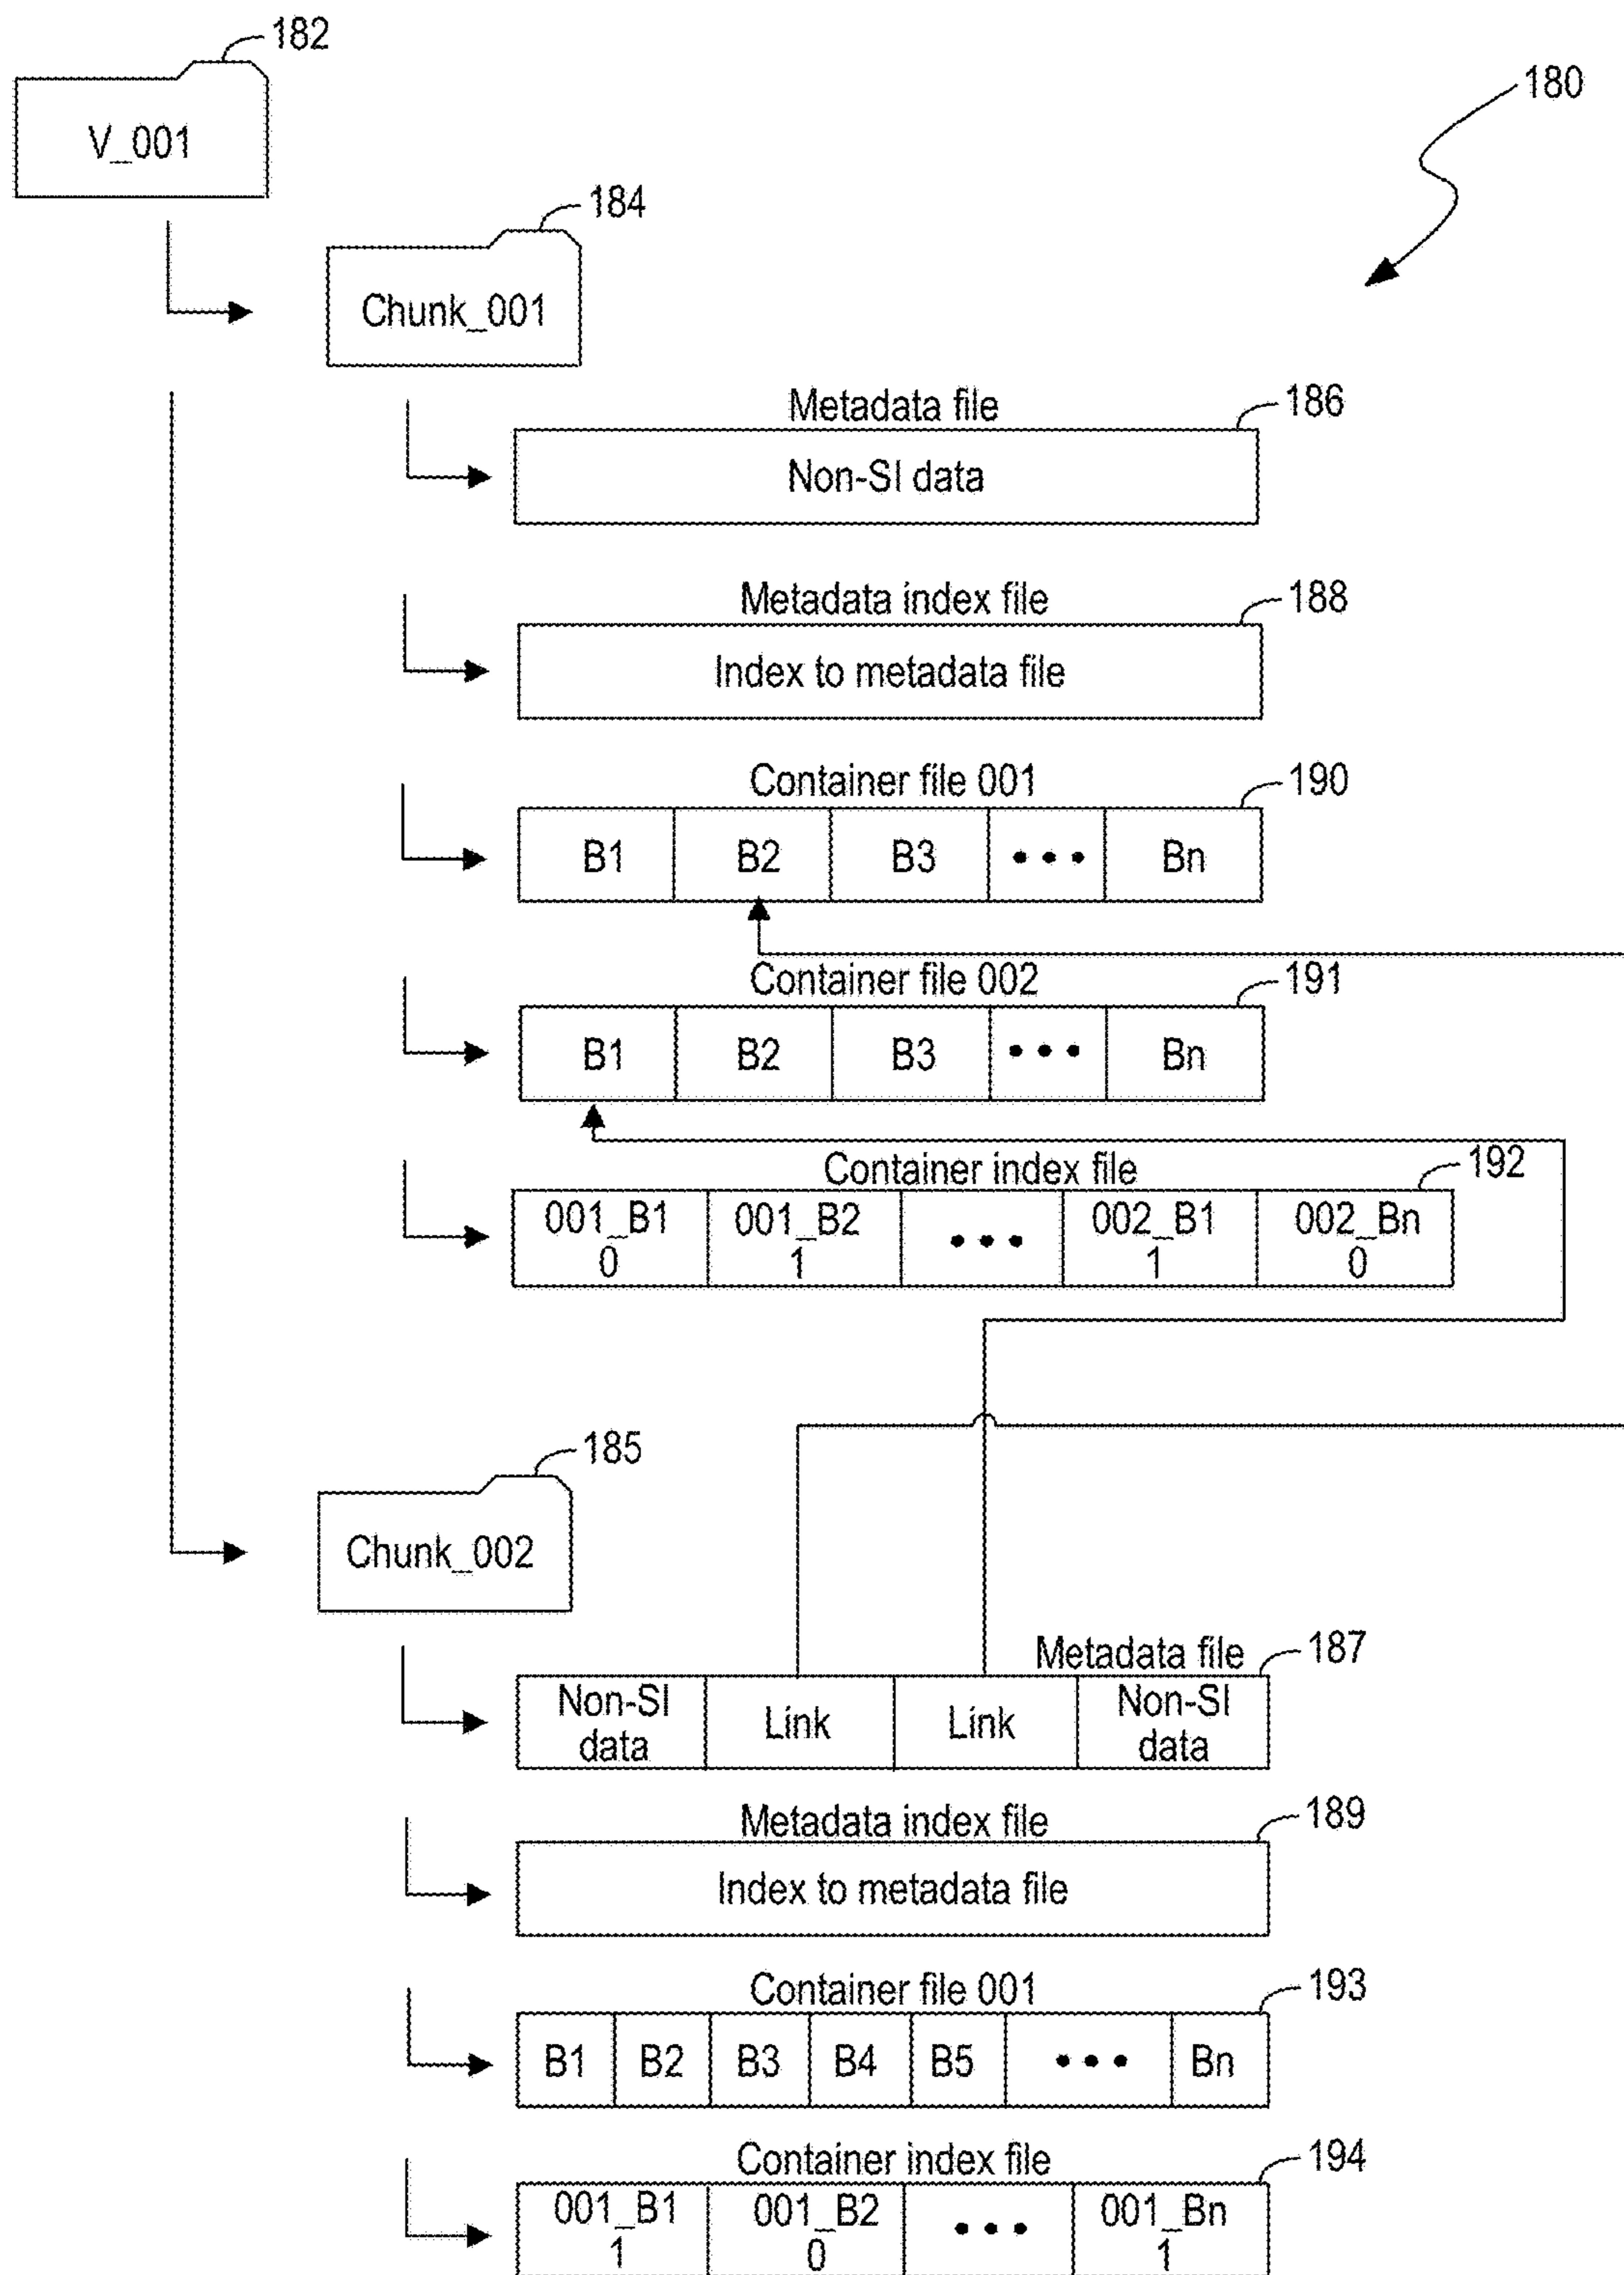 182
V_001
180
184
Chunk_001
Metadata file
186
Non-SI data
Metadata index file
188
Index to metadata file
Container file 001
190
B1 B2 B3 ••• Bn
Container file 002
191
B1 B2 B3 ••• Bn
Container index file
192
001_B1 001_B2 ••• 002_B1 002_Bn
0 1 1 0
185
Chunk_002
Metadata file
187
Non-SI Link Link Non-SI
data data
Metadata index file
189
Index to metadata file
Container file 001
193
B1 B2 B3 B4 B5 ••• Bn
Container index file
194
001_B1 001_B2 ••• 001_Bn
1 0 1